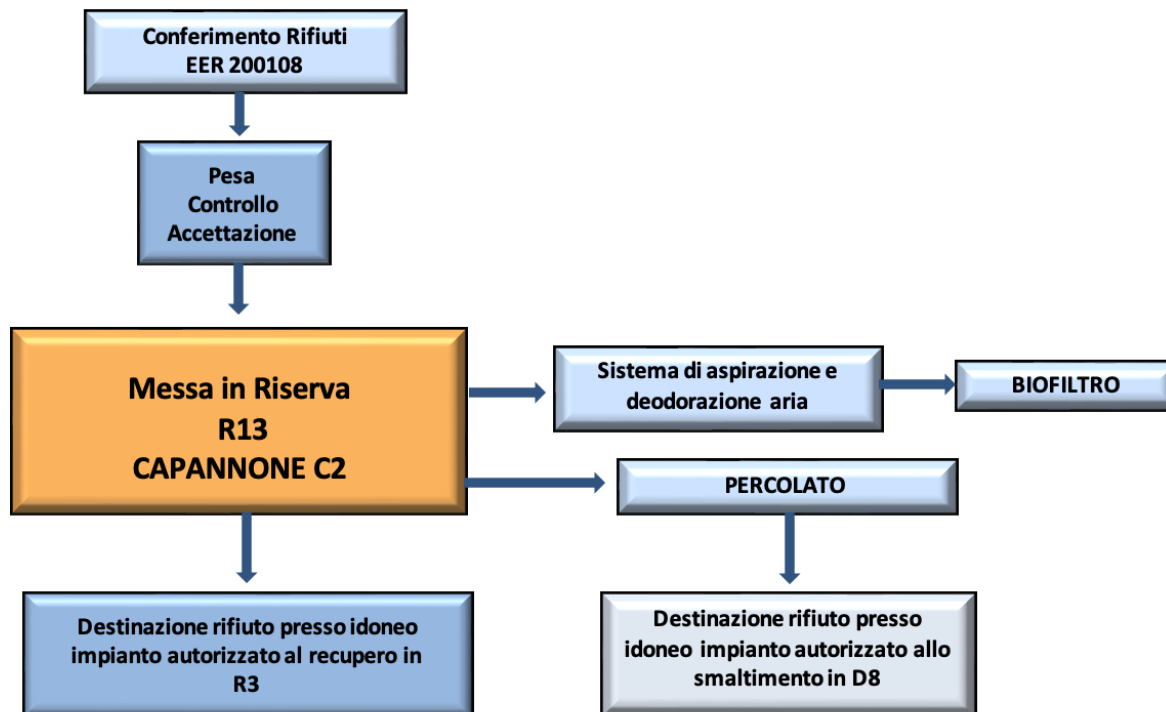 Conferimento Rifiuti
EER 200108
Pesa
Controllo
Accettazione
Messa in Riserva
R13
CAPANNONE C2
Sistema di aspirazione e
deodorazione aria
BIOFILTRO
PERCOLATO
Destinazione rifiuto presso idoneo
impianto autorizzato al recupero in
R3
Destinazione rifiuto presso
idoneo impianto autorizzato allo
smaltimento in D8